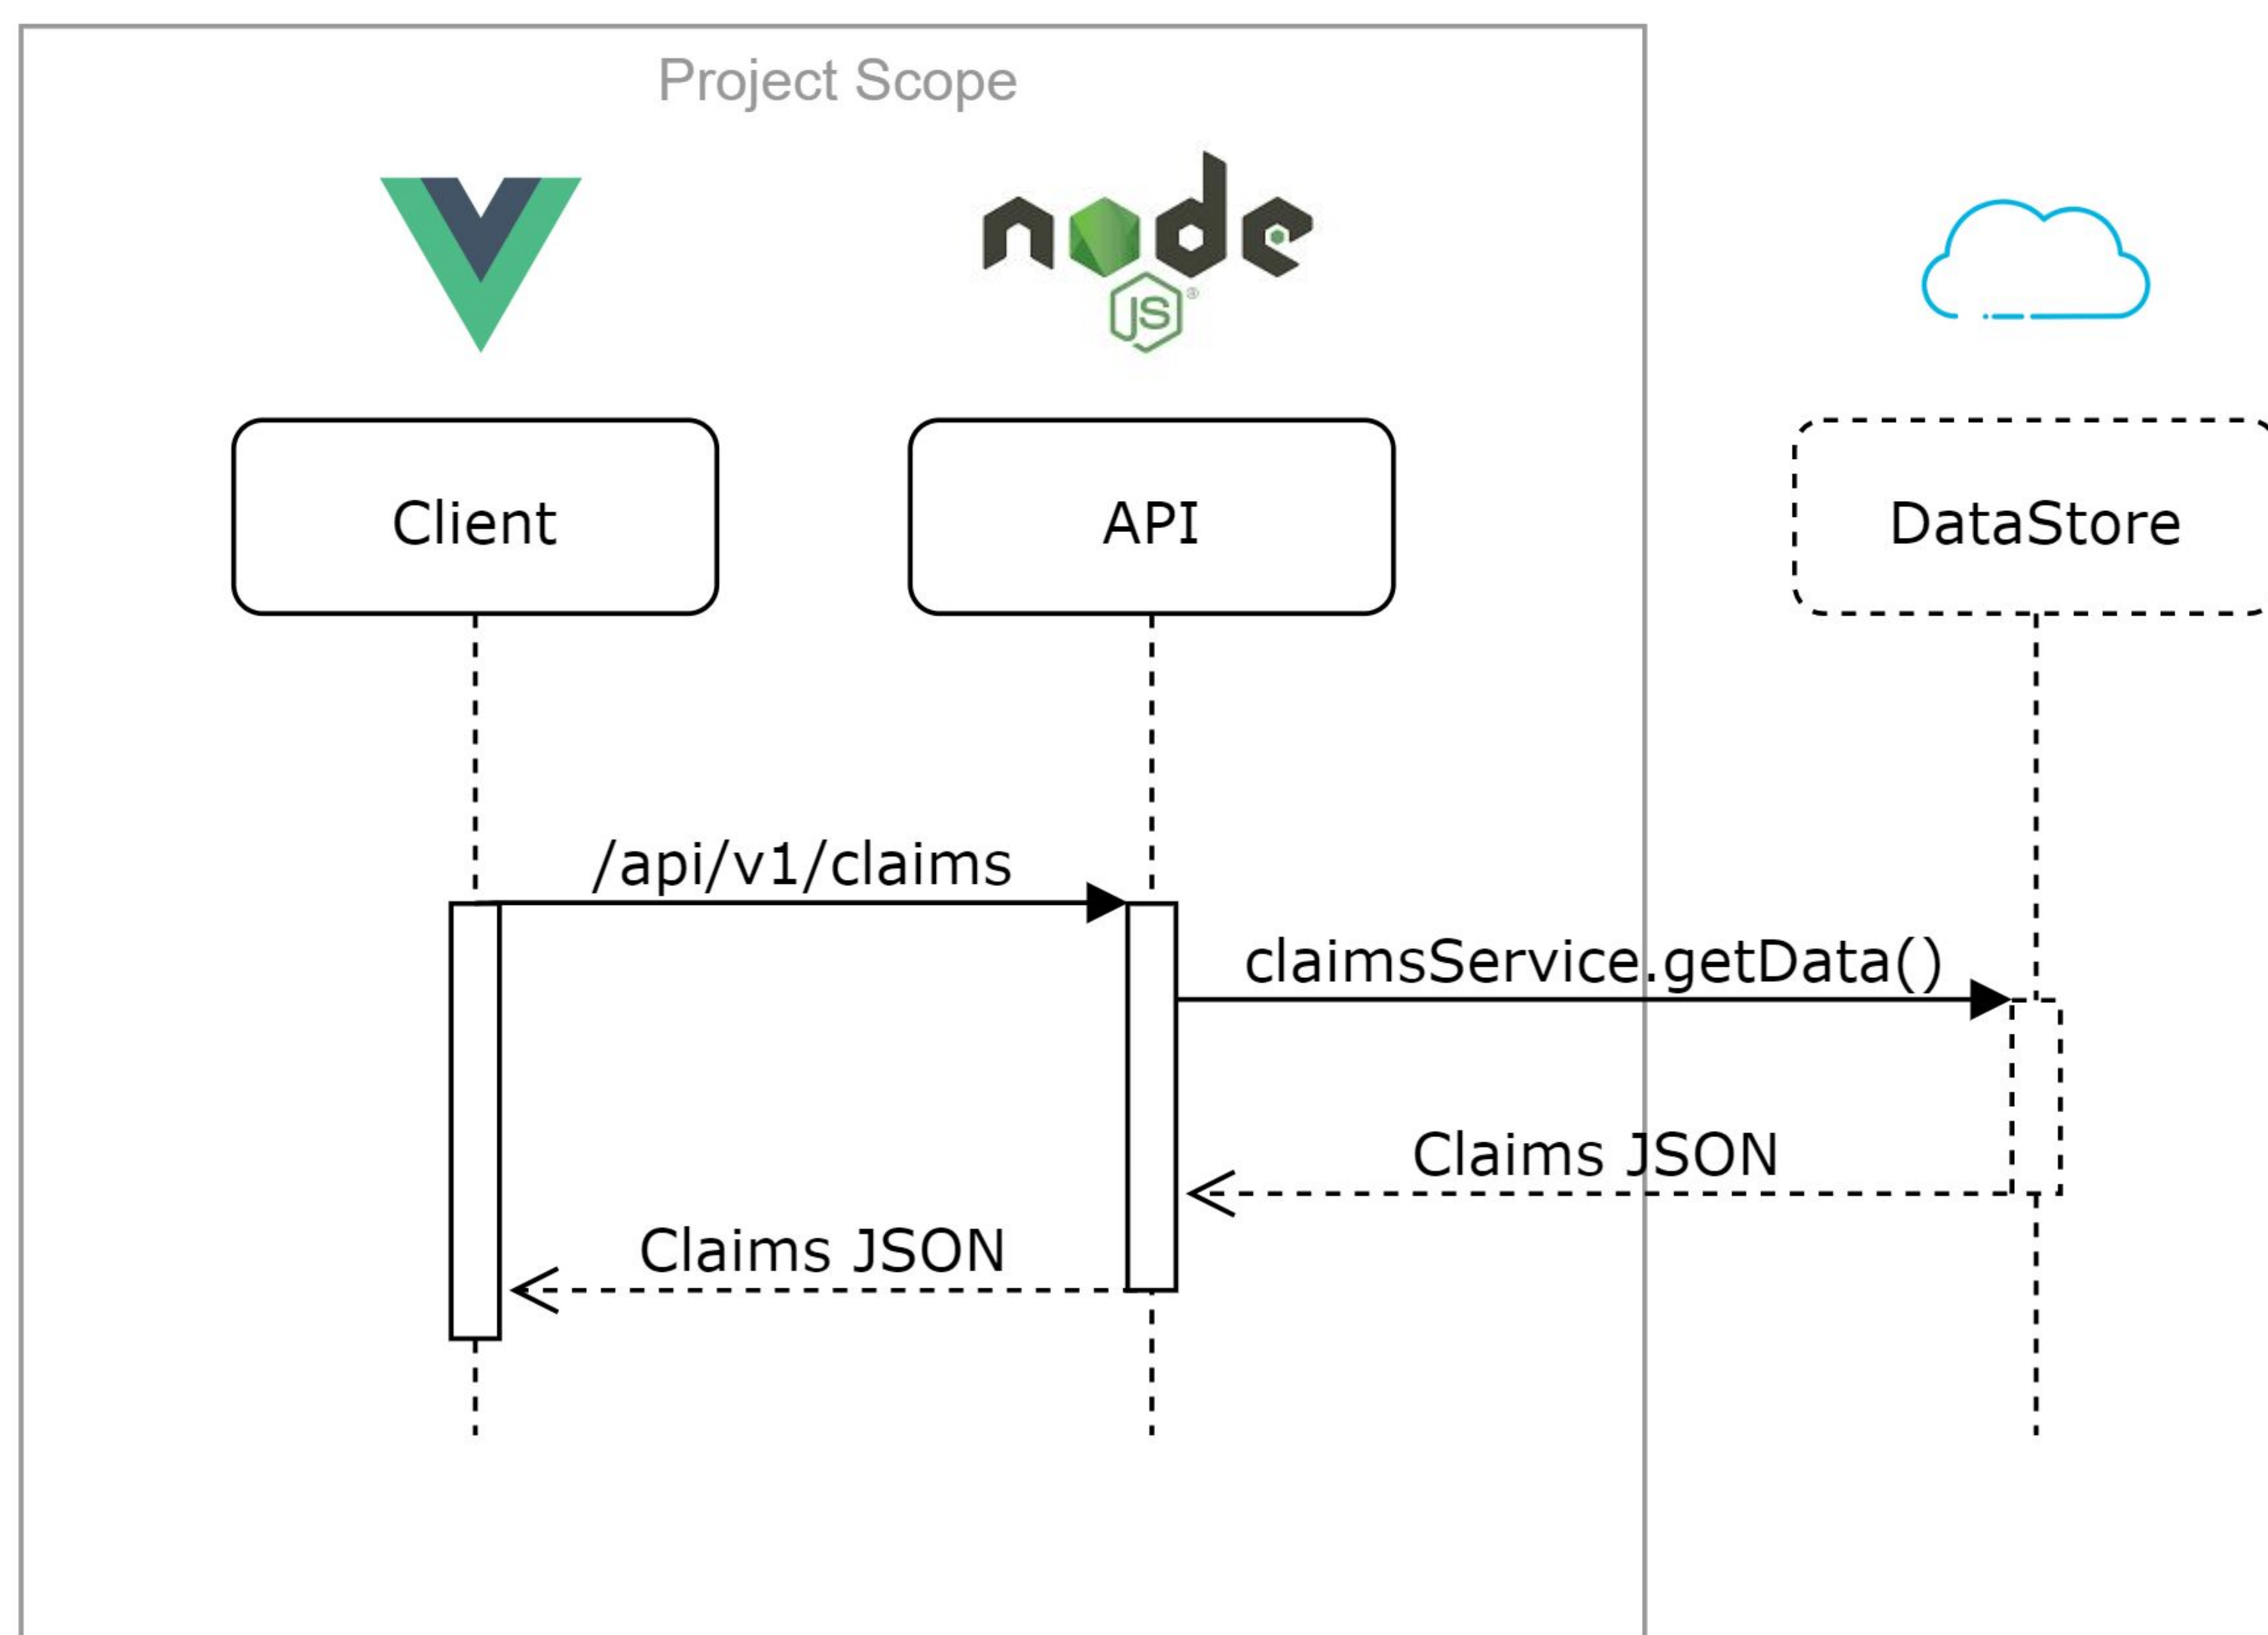 Project Scope
node
JS
®
Client
API
DataStore
/api/v1/claims
claimsService.getData()
Claims JSON
Claims JSON